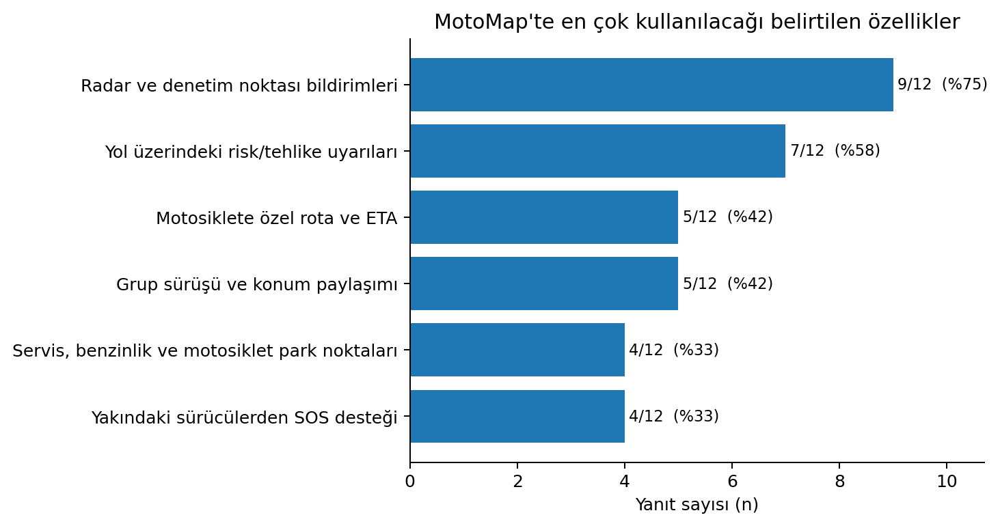 MotoMap'te en çok kullanılacağı belirtilen özellikler
Radar ve denetim noktası bildirimleri
9/12 (%75)
Yol üzerindeki risk/tehlike uyarıları
7/12 (%58)
Motosiklete özel rota ve ETA
5/12 (%42)
Grup sürüşü ve konum paylaşımı
5/12 (%42)
Servis, benzinlik ve motosiklet park noktaları
4/12 (%33)
Yakındaki sürücülerden SOS desteği
4/12 (%33)
0 2 4 6 8 10
Yanıt sayısı (n)